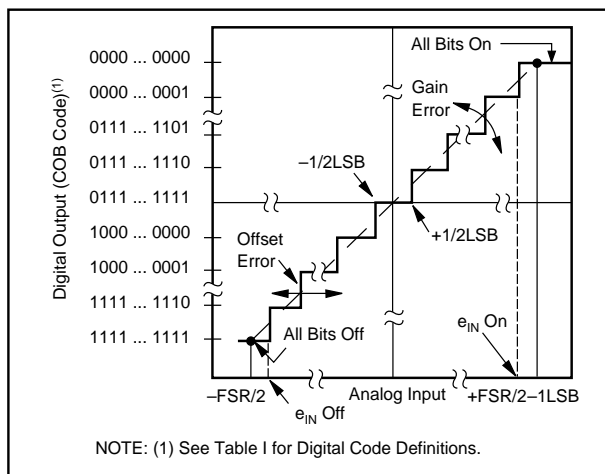 Digital Output (COB Code)(1)
0000 ... 0000
0000 ... 0001
0111 ... 1101
0111 ... 1110
0111 ... 1111
1000 ... 0000
1000 ... 0001
1111 ... 1110
1111 ... 1111
All Bits On
Gain
Error
–1/2LSB
+1/2LSB
Offset
Error
All Bits Off
eIN On
–FSR/2
Analog Input
+FSR/2–1LSB
eIN Off
NOTE: (1) See Table I for Digital Code Definitions.